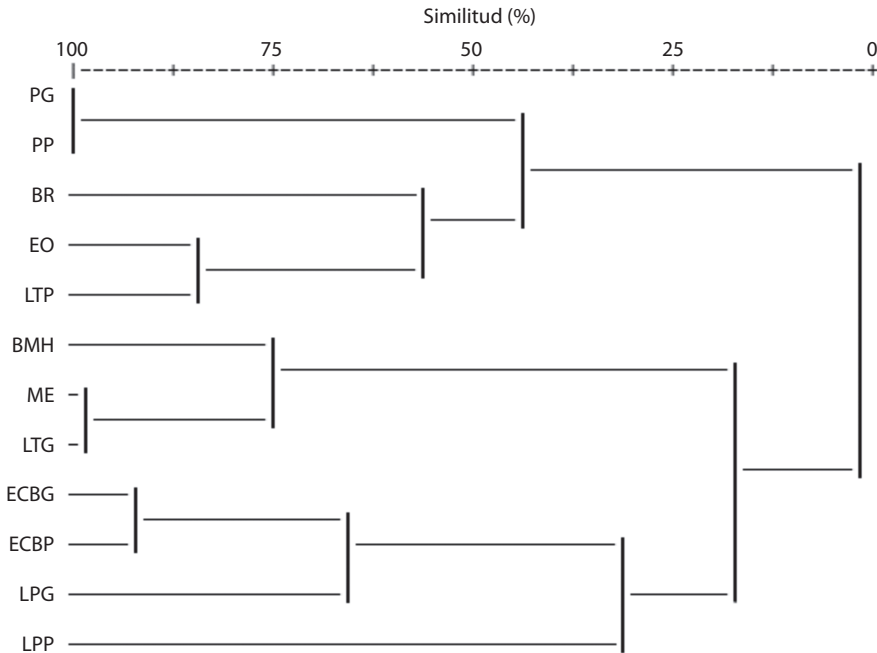 Similitud (%)
100 75 50 25 0
PG
PP
BR
EO
LTP
BMH
ME
LTG
ECBG
ECBP
LPG
LPP